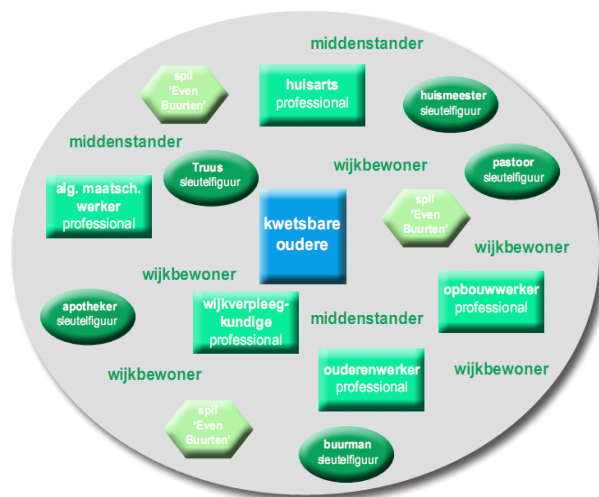 middenstander
spil
'Even
Buurten'
huisarts
professional
huismeester
sleutelfiguur
middenstander
Truus
sleutelfiguur
wijkbewoner
pastoor
sleutelfiguur
alg. maatsch.
werker
professional
kwetsbare
oudere
spil
'Even
Buurten'
wijkbewoner
wijkbewoner
apotheker
sleutelfiguur
wijkverpleeg-
kundige
professional
opbouwwerker
professional
middenstander
wijkbewoner
ouderenwerker
professional
wijkbewoner
spil
'Even
Buurten'
buurman
sleutelfiguur